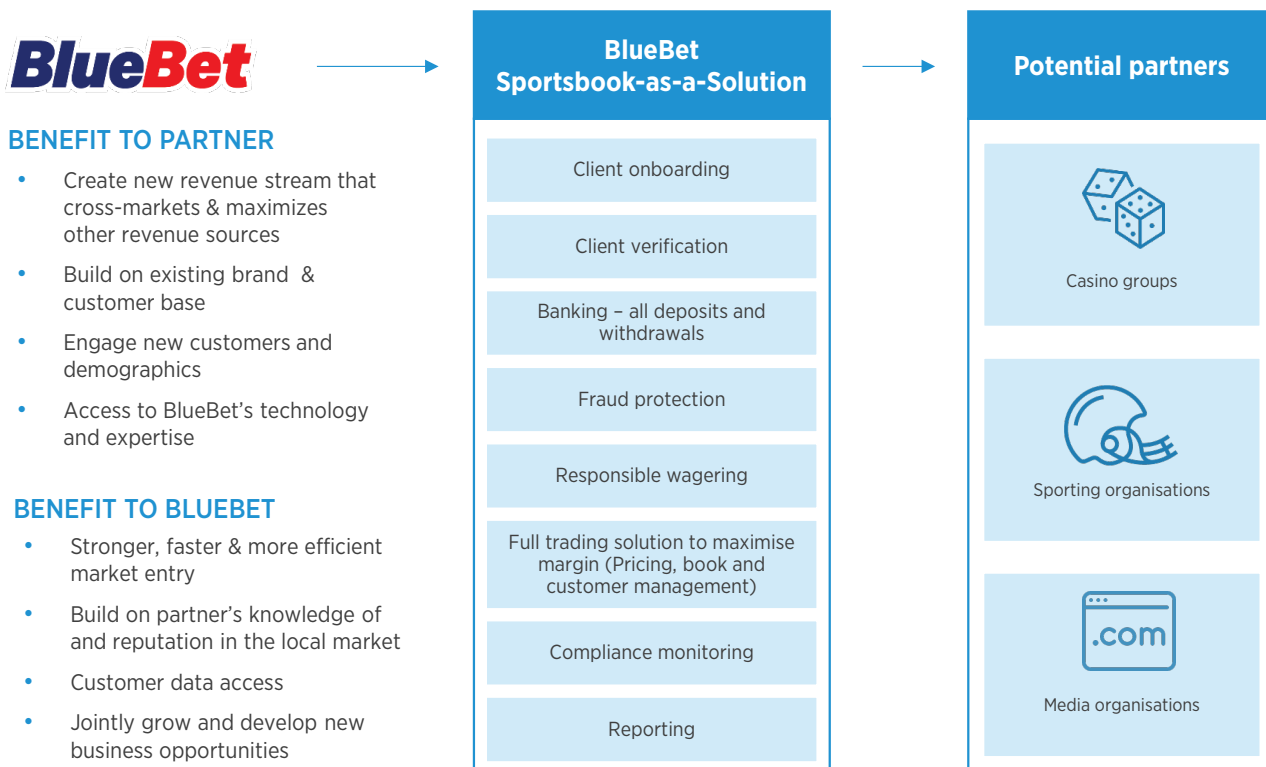 BlueBet
BENEFIT TO PARTNER
• Create new revenue stream that
cross-markets & maximizes
other revenue sources
• Build on existing brand &
customer base
• Engage new customers and
demographics
• Access to BlueBet’s technology
and expertise
BENEFIT TO BLUEBET
• Stronger, faster & more efficient
market entry
• Build on partner’s knowledge of
and reputation in the local market
• Customer data access
• Jointly grow and develop new
business opportunities
BlueBet
Sportsbook-as-a-Solution
Client onboarding
Client verification
Banking – all deposits and
withdrawals
Fraud protection
Responsible wagering
Full trading solution to maximise
margin (Pricing, book and
customer management)
Compliance monitoring
Reporting
Potential partners
Casino groups
Sporting organisations
.com
Media organisations